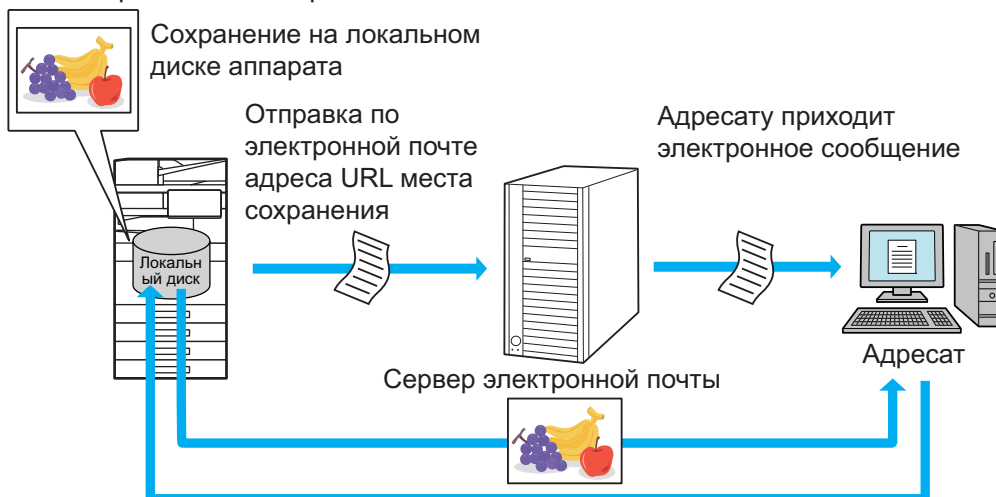 Сохранение на локальном
диске аппарата
Отправка по
электронной почте
адреса URL места
сохранения
Адресату приходит
электронное сообщение
Локальн
ый диск
Адресат
Сервер электронной почты